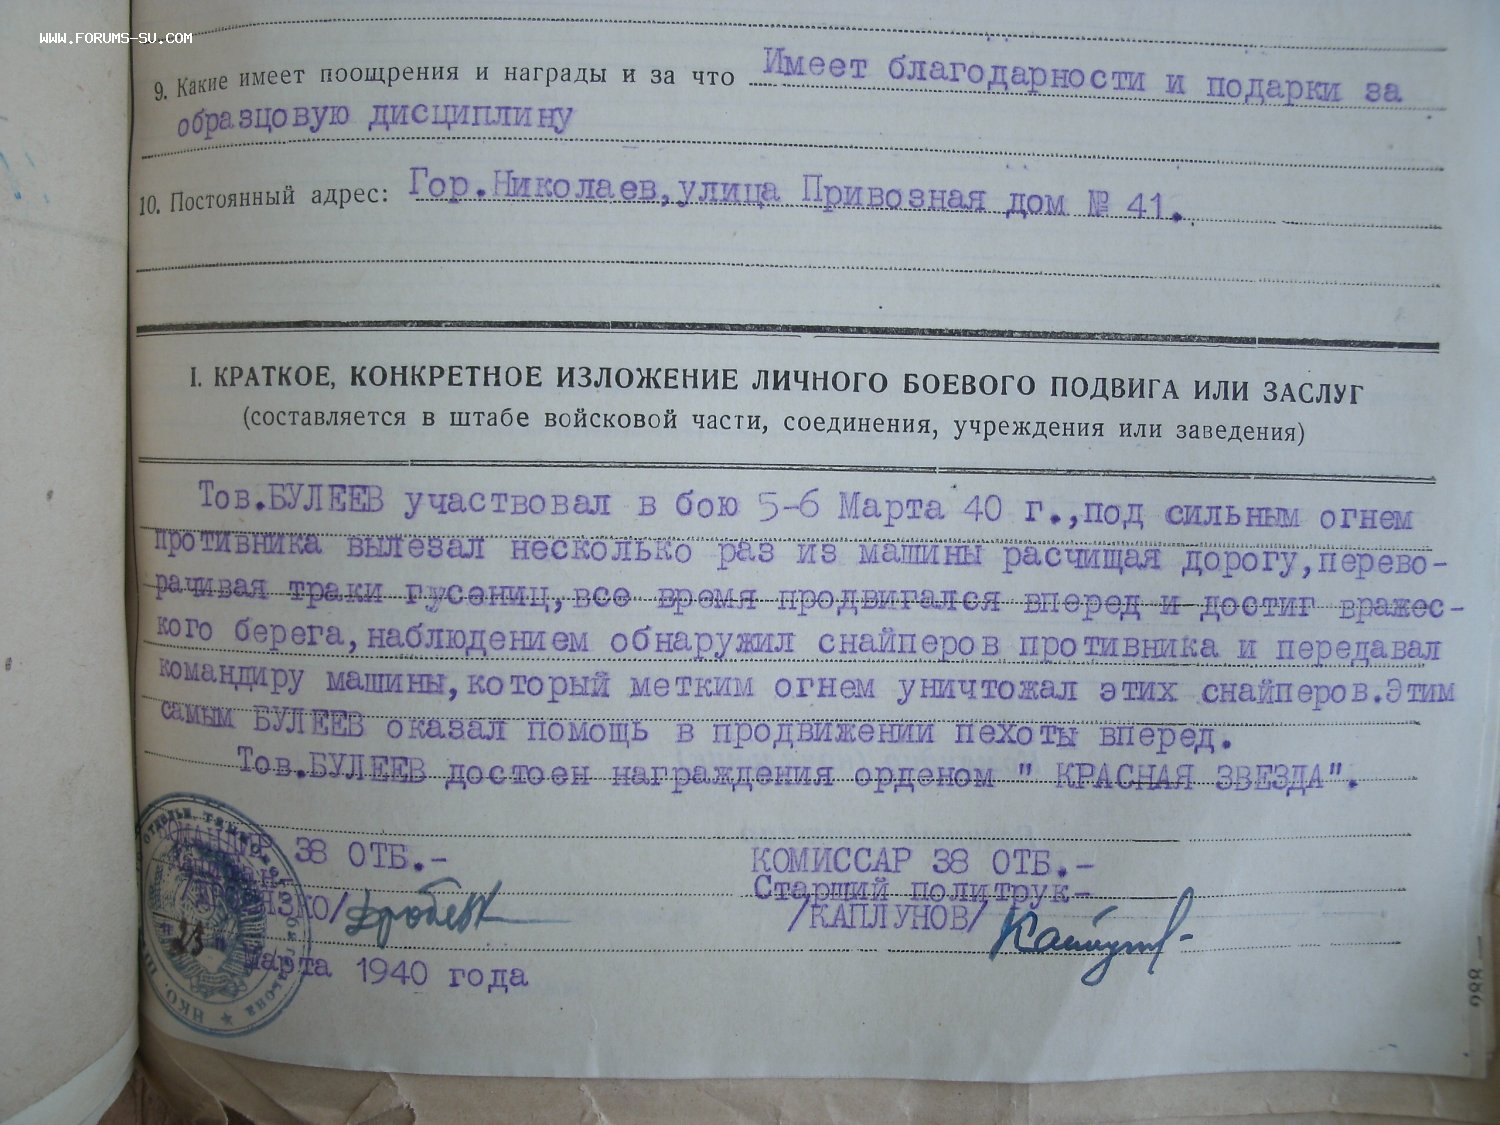 WWW.FORUMS-SU.COM
9. Какие имеет поощрения и награды и за что Имеет благодарности и подарки за
образцовую дисциплину
10. Постоянный адрес: Гор.Николаев,улица Привозная дом № 41.
I. КРАТКОЕ, КОНКРЕТНОЕ ИЗЛОЖЕНИЕ ЛИЧНОГО БОЕВОГО ПОДВИГА ИЛИ ЗАСЛУГ
(составляется в штабе войсковой части, соединения, учреждения или заведения)
Тов.БУЛЕЕВ участвовал в бою 5-6 Марта 40 г.,под сильным огнем
противника вылезал несколько раз из машины расчищая дорогу,перево-
рачивая траки гусениц,все время продвигался вперед и достиг вражес-
кого берега,наблюдением обнаружил снайперов противника и передавал
командиру машины,который метким огнем уничтожал этих снайперов.Этим
самым БУЛЕЕВ оказал помощь в продвижении пехоты вперед.
Тов.БУЛЕЕВ достоен награждения орденом " КРАСНАЯ ЗВЕЗДА".
КОМАНДИР 38 ОТБ.-
КОМИССАР 38 ОТБ.-
Старший политрук-
/КАПЛУНОВ/
Марта 1940 года
НКО
888